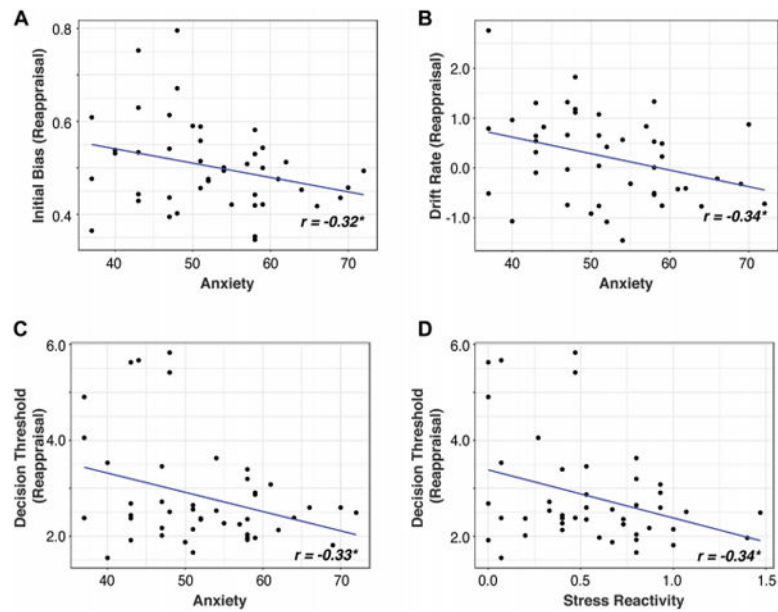 A
Initial Bias (Reappraisal)
0.8
0.6
0.4
40 50 60 70
Anxiety
r = -0.32*
B
Drift Rate (Reappraisal)
2.0
1.0
0.0
-1.0
40 50 60 70
Anxiety
r = -0.34*
C
Decision Threshold
(Reappraisal)
6.0
4.0
2.0
40 50 60 70
Anxiety
r = -0.33*
D
Decision Threshold
(Reappraisal)
6.0
4.0
2.0
0.0 0.5 1.0 1.5
Stress Reactivity
r = -0.34*